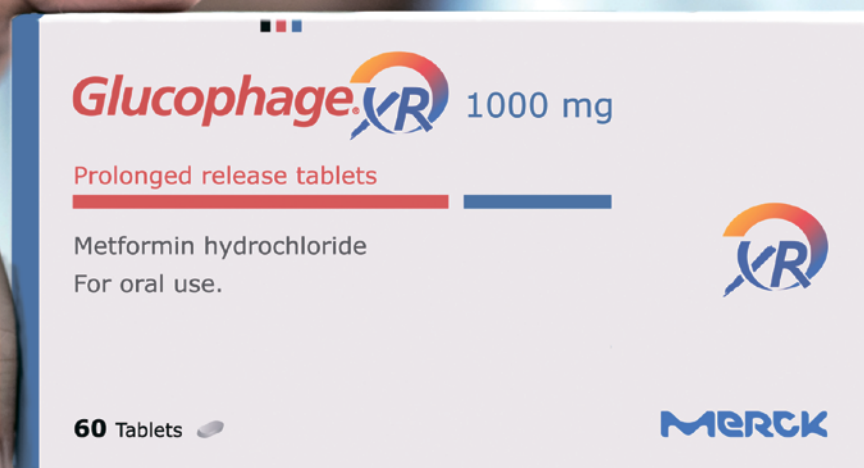 Glucophage® XR 1000 mg
Prolonged release tablets
Metformin hydrochloride
For oral use.
XR
60 Tablets
MERCK